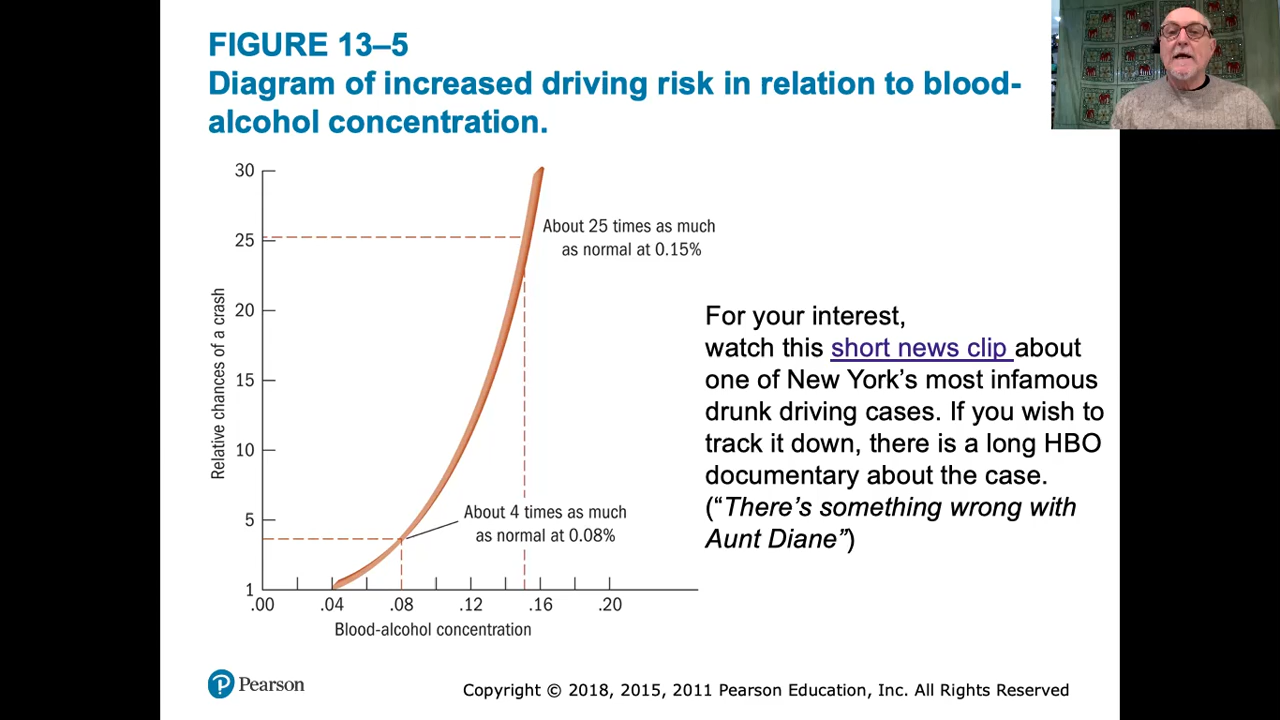 FIGURE 13–5
Diagram of increased driving risk in relation to blood-
alcohol concentration.
30
25
20
15
10
5
1
Relative chances of a crash
About 25 times as much
as normal at 0.15%
About 4 times as much
as normal at 0.08%
.00 .04 .08 .12 .16 .20
Blood-alcohol concentration
For your interest,
watch this short news clip about
one of New York’s most infamous
drunk driving cases. If you wish to
track it down, there is a long HBO
documentary about the case.
(“There’s something wrong with
Aunt Diane”)
Pearson
Copyright © 2018, 2015, 2011 Pearson Education, Inc. All Rights Reserved